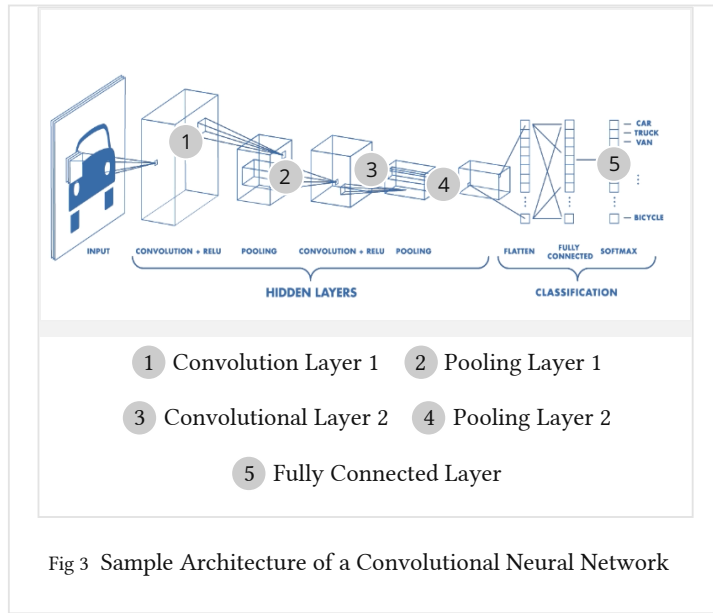 1
2
3
4
5
CAR
TRUCK
VAN
BICYCLE
INPUT CONVOLUTION + RELU POOLING CONVOLUTION + RELU POOLING FLATTEN FULLY CONNECTED SOFTMAX
HIDDEN LAYERS CLASSIFICATION
1 Convolution Layer 1 2 Pooling Layer 1
3 Convolutional Layer 2 4 Pooling Layer 2
5 Fully Connected Layer
Fig 3 Sample Architecture of a Convolutional Neural Network